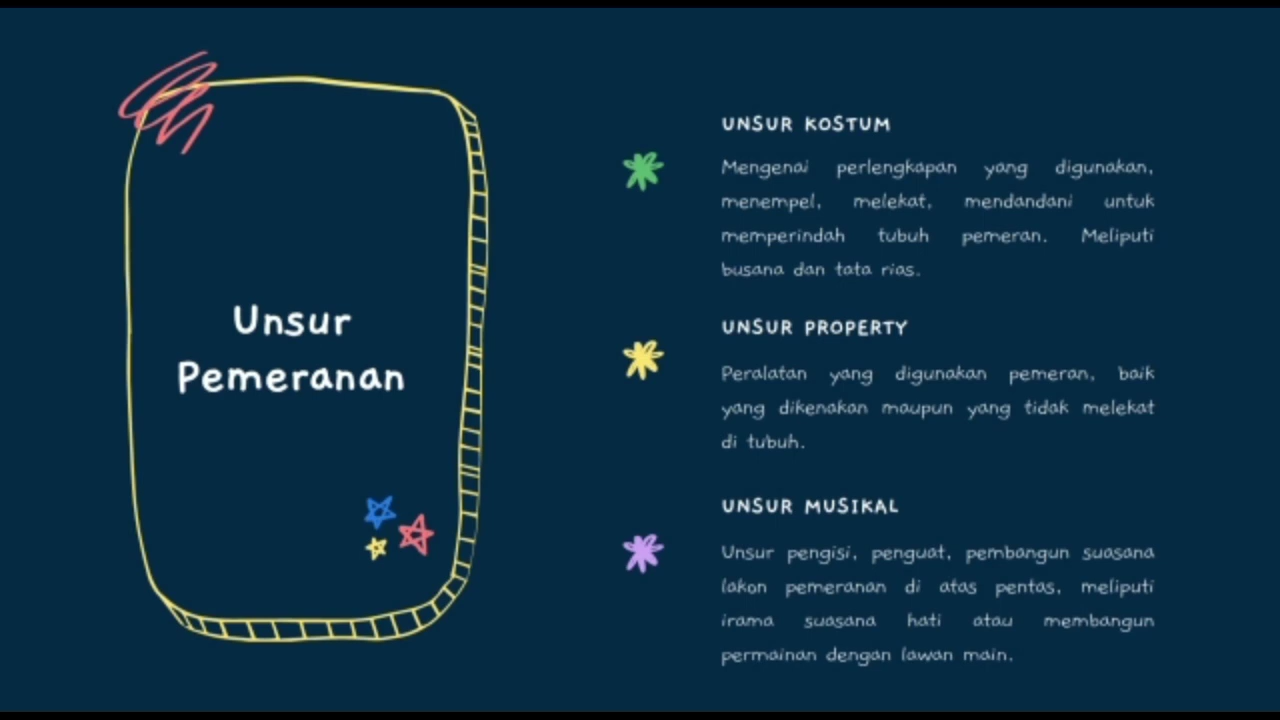 Unsur
Pemeranan
UNSUR KOSTUM
Mengenai perlengkapan yang digunakan,
menempel, melekat, mendandani untuk
memperindah tubuh pemeran. Meliputi
busana dan tata rias.
UNSUR PROPERTY
Peralatan yang digunakan pemeran, baik
yang dikenakan maupun yang tidak melekat
di tubuh.
UNSUR MUSIKAL
Unsur pengisi, penguat, pembangun suasana
lakon pemeranan di atas pentas, meliputi
irama suasana hati atau membangun
permainan dengan lawan main.